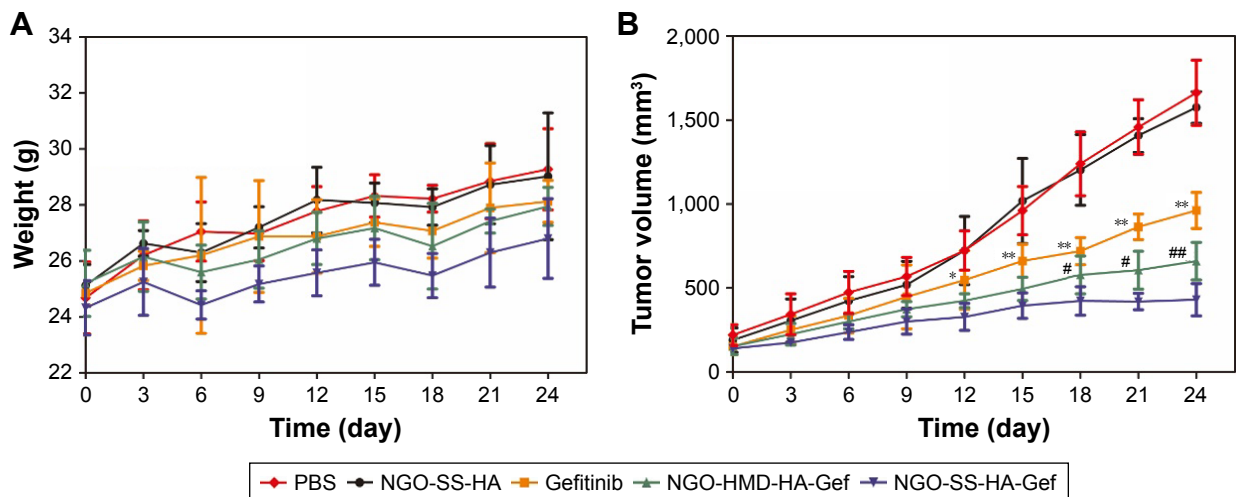 A
Weight (g)
34
32
30
28
26
24
22
0 3 6 9 12 15 18 21 24
Time (day)
B
Tumor volume (mm³)
2,000
1,500
1,000
500
0
* ** ** ** **
# # ##
0 3 6 9 12 15 18 21 24
Time (day)
PBS NGO-SS-HA Gefitinib NGO-HMD-HA-Gef NGO-SS-HA-Gef